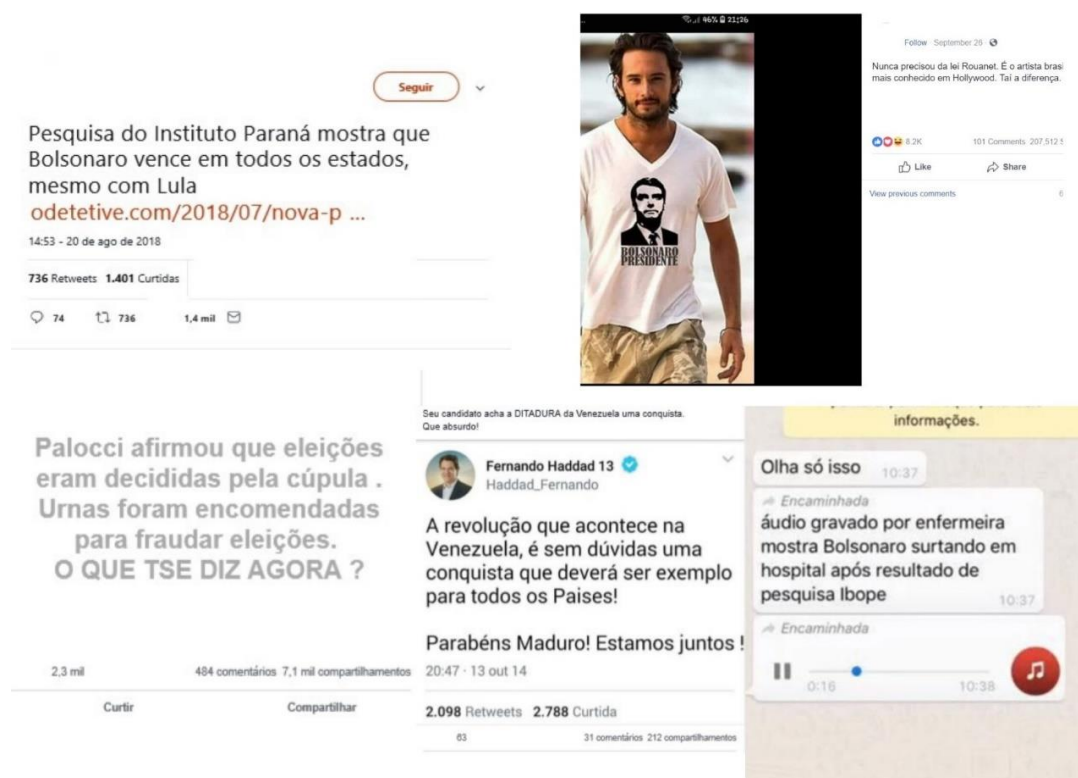 Seguir
Pesquisa do Instituto Paraná mostra que
Bolsonaro vence em todos os estados,
mesmo com Lula
odetetive.com/2018/07/nova-p ...
14:53 - 20 de ago de 2018
736 Retweets 1.401 Curtidas
74 736 1,4 mil
46% 21:26
BOLSONARO
PRESIDENTE
Follow · September 26 ·
Nunca precisou da lei Rouanet. É o artista brasi
mais conhecido em Hollywood. Taí a diferença.
8.2K 101 Comments 207,512 S
Like Share
View previous comments 6
Palocci afirmou que eleições
eram decididas pela cúpula .
Urnas foram encomendadas
para fraudar eleições.
O QUE TSE DIZ AGORA ?
2,3 mil 484 comentários 7,1 mil compartilhamentos
Curtir Compartilhar
Seu candidato acha a DITADURA da Venezuela uma conquista.
Que absurdo!
Fernando Haddad 13
Haddad_Fernando
A revolução que acontece na
Venezuela, é sem dúvidas uma
conquista que deverá ser exemplo
para todos os Paises!
Parabéns Maduro! Estamos juntos !
20:47 · 13 out 14
2.098 Retweets 2.788 Curtida
63 31 comentários 212 compartilhamentos
informações.
Olha só isso 10:37
Encaminhada
áudio gravado por enfermeira
mostra Bolsonaro surtando em
hospital após resultado de
pesquisa Ibope
10:37
Encaminhada
0:16 10:38